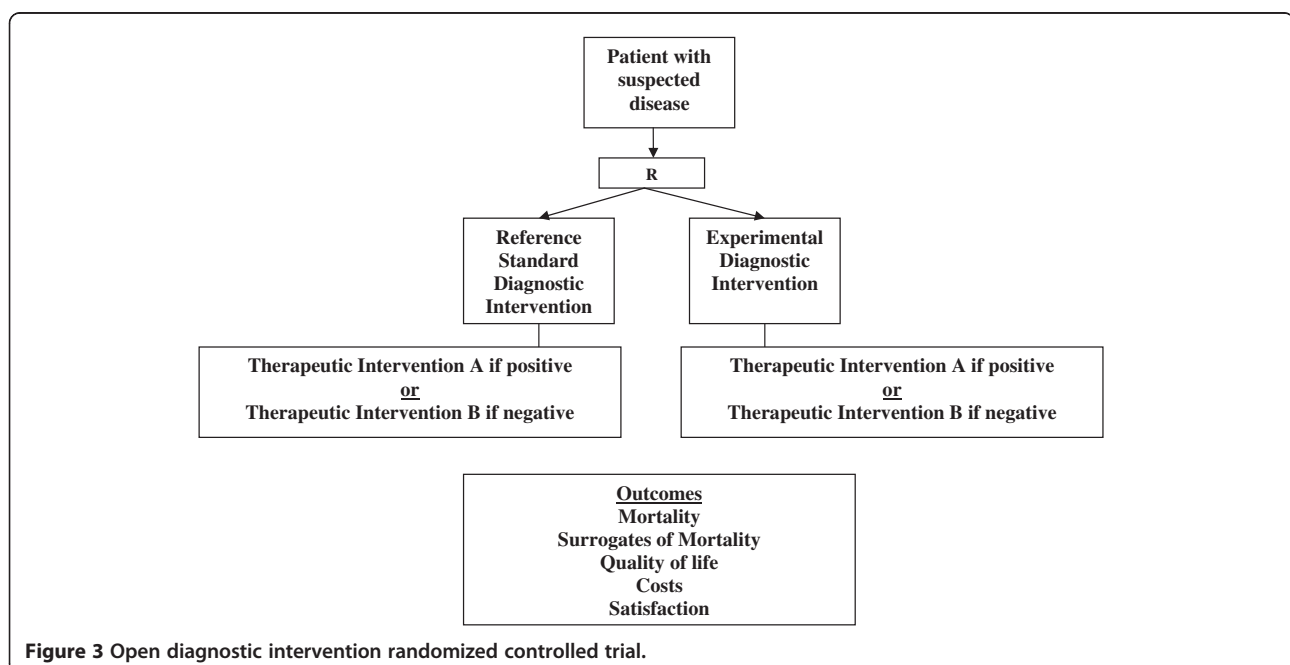 Patient with
suspected
disease
R
Reference
Standard
Diagnostic
Intervention
Experimental
Diagnostic
Intervention
Therapeutic Intervention A if positive
or
Therapeutic Intervention B if negative
Therapeutic Intervention A if positive
or
Therapeutic Intervention B if negative
Outcomes
Mortality
Surrogates of Mortality
Quality of life
Costs
Satisfaction
Figure 3 Open diagnostic intervention randomized controlled trial.